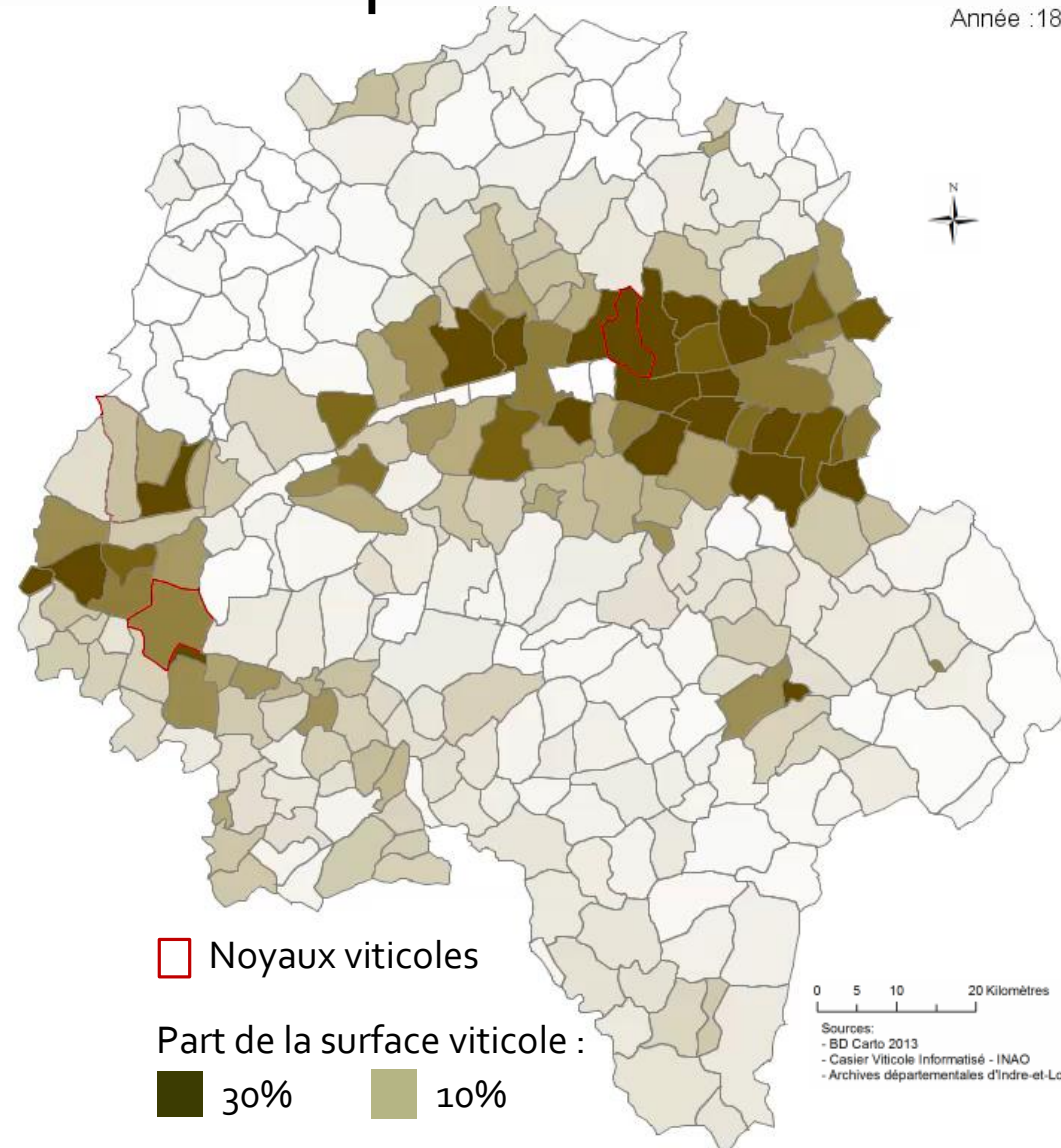 Année :18
N
Noyaux viticoles
Part de la surface viticole :
30% 10%
0 5 10 20 Kilomètres
Sources:
- BD Carto 2013
- Casier Viticole Informatisé - INAO
- Archives départementales d'Indre-et-Lo